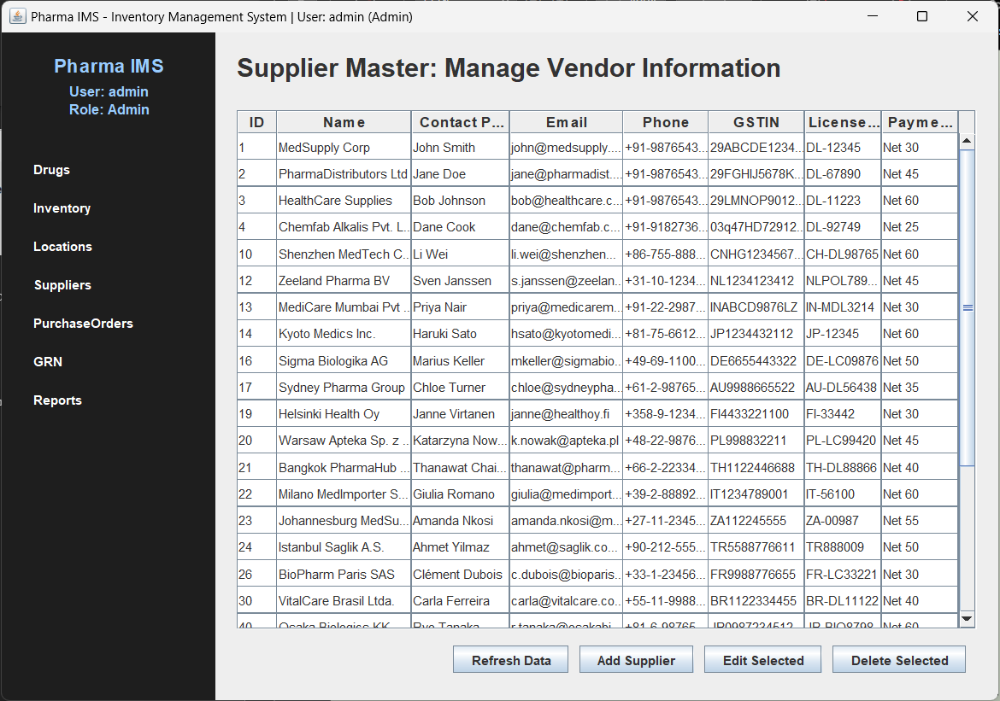 Pharma IMS - Inventory Management System | User: admin (Admin)
Pharma IMS
User: admin
Role: Admin
Drugs
Inventory
Locations
Suppliers
PurchaseOrders
GRN
Reports
Supplier Master: Manage Vendor Information
ID Name Contact P... Email Phone GSTIN License... Payme...
1 MedSupply Corp John Smith john@medsupply.... +91-9876543... 29ABCDE1234... DL-12345 Net 30
2 PharmaDistributors Ltd Jane Doe jane@pharmadist... +91-9876543... 29FGHIJ5678K... DL-67890 Net 45
3 HealthCare Supplies Bob Johnson bob@healthcare.c... +91-9876543... 29LMNOP9012... DL-11223 Net 60
4 Chemfab Alkalis Pvt. L... Dane Cook dane@chemfab.c... +91-9182736... 03q47HD72912... DL-92749 Net 25
10 Shenzhen MedTech C... Li Wei li.wei@shenzhen... +86-755-888... CNHG1234567... CH-DL98765 Net 60
12 Zeeland Pharma BV Sven Janssen s.janssen@zeelan... +31-10-1234... NL1234123412 NLPOL789... Net 45
13 MediCare Mumbai Pvt ... Priya Nair priya@medicarem... +91-22-2987... INABCD9876LZ IN-MDL3214 Net 30
14 Kyoto Medics Inc. Haruki Sato hsato@kyotomedi... +81-75-6612... JP1234432112 JP-12345 Net 60
16 Sigma Biologika AG Marius Keller mkeller@sigmabio... +49-69-1100... DE6655443322 DE-LC09876 Net 50
17 Sydney Pharma Group Chloe Turner chloe@sydneypha... +61-2-98765... AU9988665522 AU-DL56438 Net 35
19 Helsinki Health Oy Janne Virtanen janne@healthoy.fi +358-9-1234... FI4433221100 FI-33442 Net 30
20 Warsaw Apteka Sp. z ... Katarzyna Now... k.nowak@apteka.pl +48-22-9876... PL998832211 PL-LC99420 Net 45
21 Bangkok PharmaHub ... Thanawat Chai... thanawat@pharm... +66-2-22334... TH1122446688 TH-DL88866 Net 40
22 Milano MedImporter S... Giulia Romano giulia@medimport... +39-2-88892... IT1234789001 IT-56100 Net 60
23 Johannesburg MedSu... Amanda Nkosi amanda.nkosi@m... +27-11-2345... ZA112245555 ZA-00987 Net 55
24 Istanbul Saglik A.S. Ahmet Yilmaz ahmet@saglik.co... +90-212-555... TR5588776611 TR888009 Net 50
26 BioPharm Paris SAS Clément Dubois c.dubois@bioparis... +33-1-23456... FR9988776655 FR-LC33221 Net 30
30 VitalCare Brasil Ltda. Carla Ferreira carla@vitalcare.co... +55-11-9988... BR1122334455 BR-DL11122 Net 40
40 Osaka Biologiss KK Ryo Tanaka r.tanaka@osakabi... +81-6-98765... JP0987234512 JP-BIO8798 Net 60
Refresh Data
Add Supplier
Edit Selected
Delete Selected